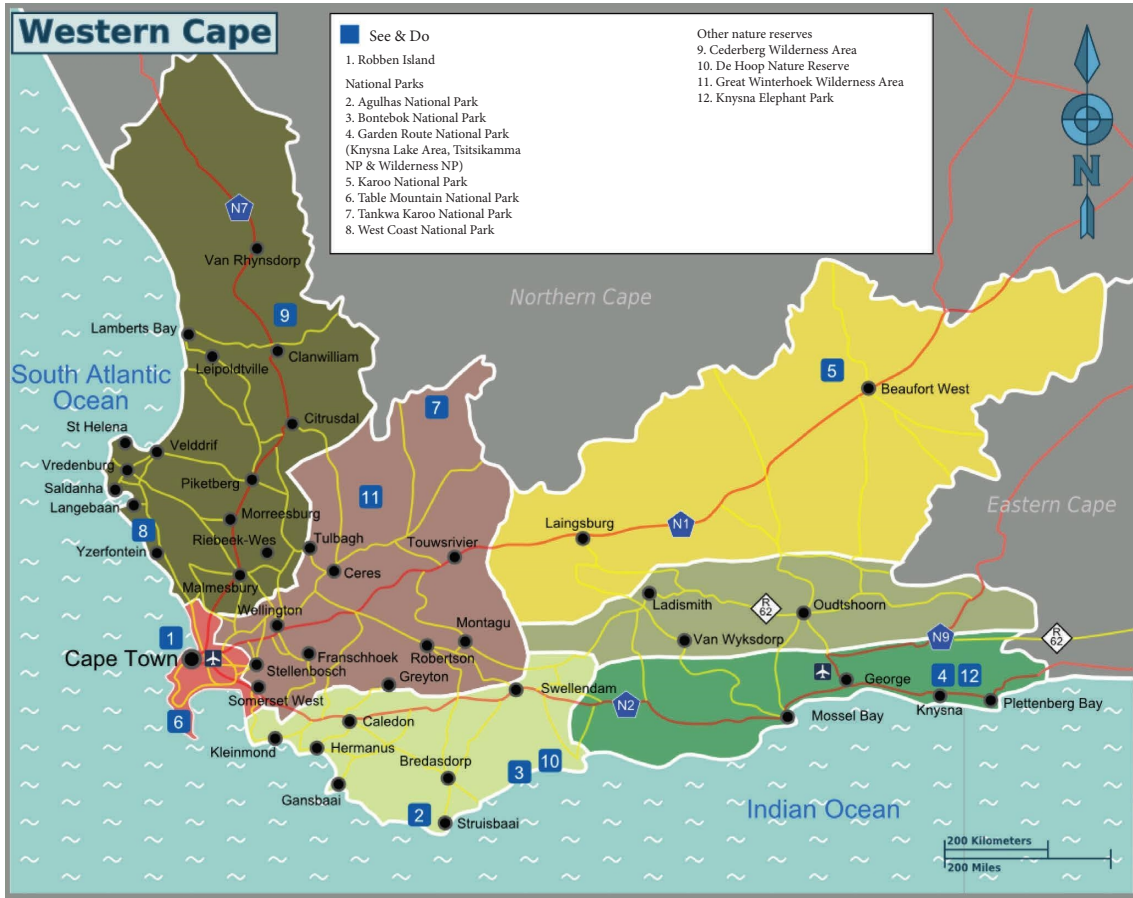 Western Cape
See & Do
1. Robben Island
National Parks
2. Agulhas National Park
3. Bontebok National Park
4. Garden Route National Park
(Knysna Lake Area, Tsitsikamma
NP & Wilderness NP)
5. Karoo National Park
6. Table Mountain National Park
7. Tankwa Karoo National Park
8. West Coast National Park
Other nature reserves
9. Cederberg Wilderness Area
10. De Hoop Nature Reserve
11. Great Winterhoek Wilderness Area
12. Knysna Elephant Park
N
N7
Van Rhynsdorp
Northern Cape
9
Lamberts Bay
Leipoldtville
Clanwilliam
South Atlantic
Ocean
5
Beaufort West
7
St Helena
Velddrif
Citrusdal
Vredenburg
Piketberg
Saldanha
Langebaan
11
Morreesburg
8
Riebeek-Wes
Yzerfontein
Tulbagh
Touwsrivier
Laingsburg
N1
Eastern Cape
Ceres
Malmesbury
Wellington
Ladismith
R
62
Oudtshoorn
1
Montagu
Van Wyksdorp
N9
R
62
Cape Town
Franschhoek
Robertson
Stellenbosch
Greyton
George
4
12
Somerset West
Swellendam
N2
Knysna
Plettenberg Bay
6
Caledon
Mossel Bay
Kleinmond
Hermanus
Bredasdorp
3
10
Gansbaai
2
Struisbaai
Indian Ocean
200 Kilometers
200 Miles